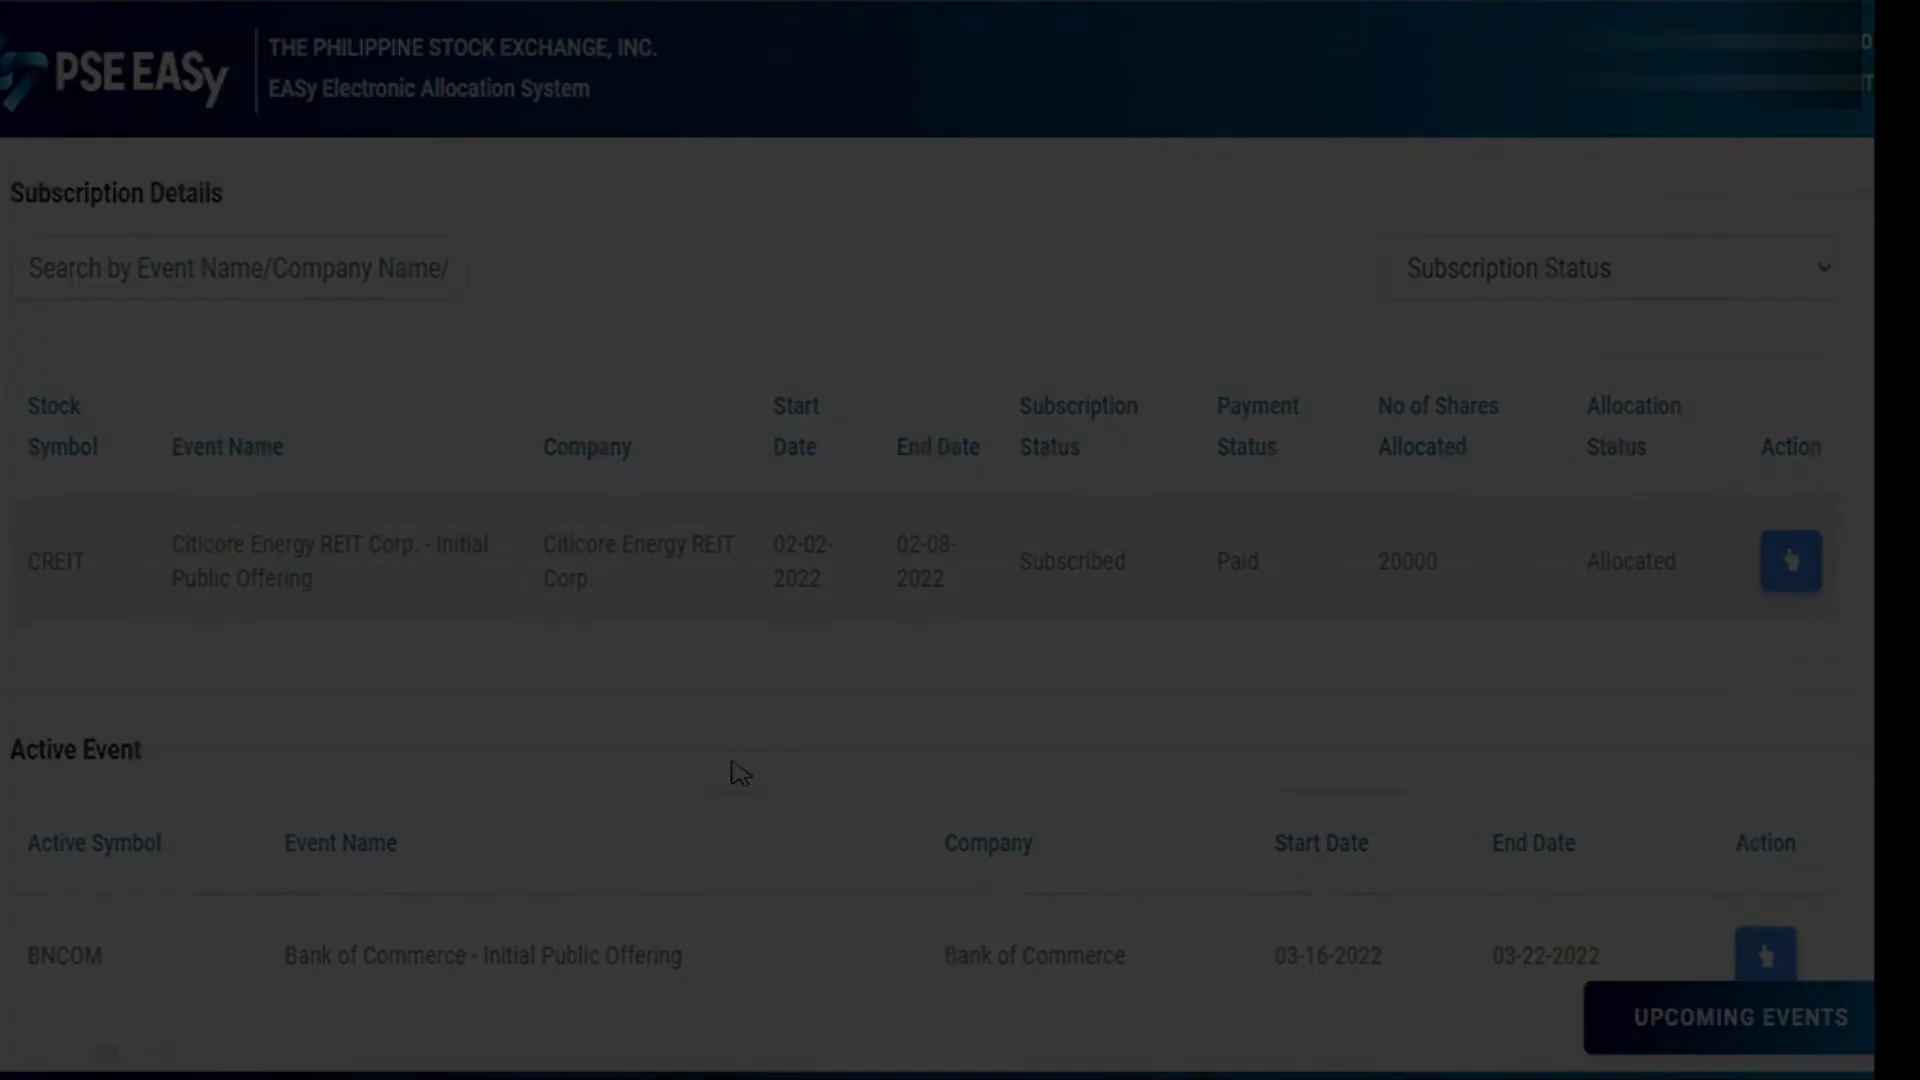 PSE EASy
THE PHILIPPINE STOCK EXCHANGE, INC.
EASy Electronic Allocation System
Subscription Details
Search by Event Name/Company Name/
Subscription Status
Stock Symbol Event Name Company Start Date End Date Subscription Status Payment Status No of Shares Allocated Allocation Status Action
CREIT Citicore Energy REIT Corp. - Initial Public Offering Citicore Energy REIT Corp. 02-02-2022 02-08-2022 Subscribed Paid 20000 Allocated
Active Event
Active Symbol Event Name Company Start Date End Date Action
BNCOM Bank of Commerce - Initial Public Offering Bank of Commerce 03-16-2022 03-22-2022
UPCOMING EVENTS